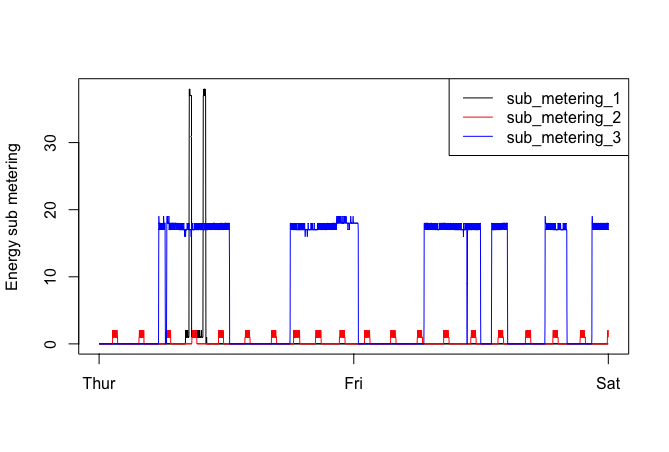 sub_metering_1
sub_metering_2
sub_metering_3
Energy sub metering
30
20
10
0
Thur
Fri
Sat